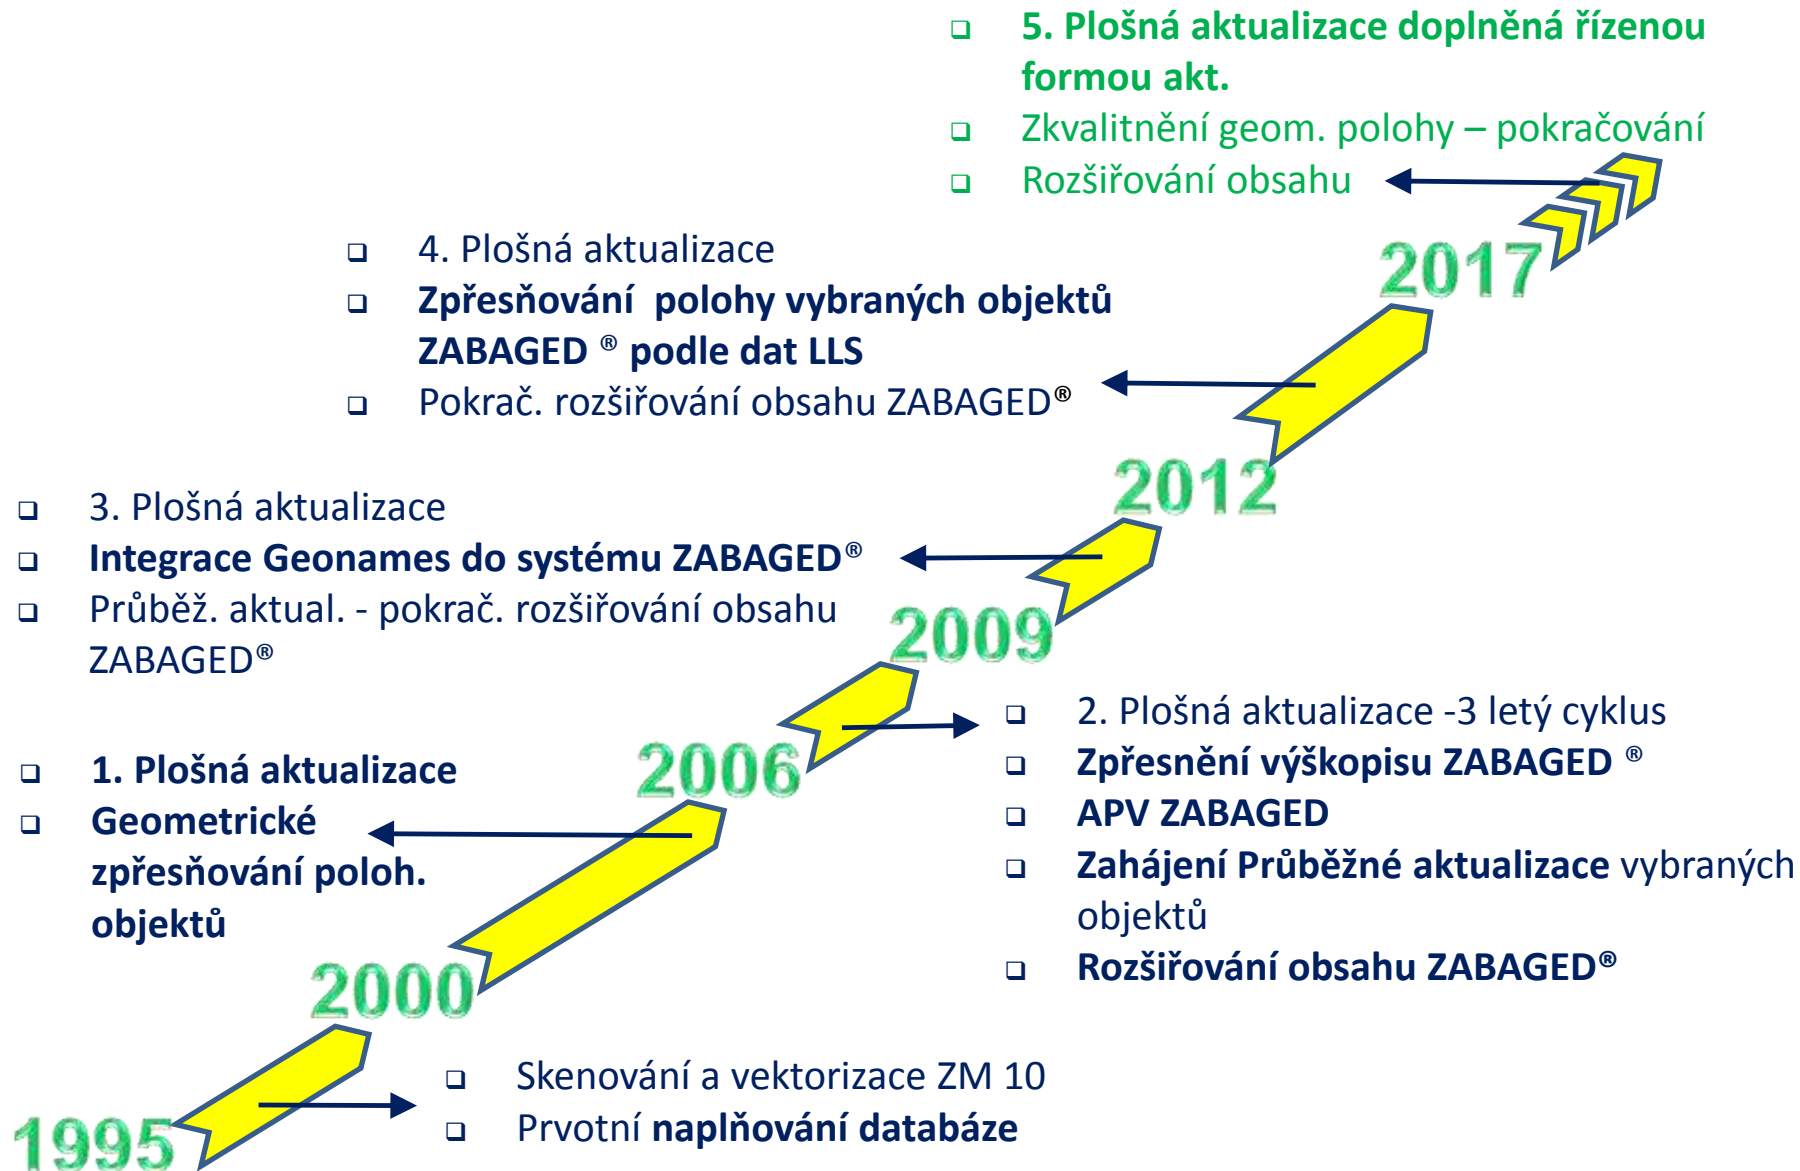 5. Plošná aktualizace doplněná řízenou
formou akt.
Zkvalitnění geom. polohy – pokračování
Rozšiřování obsahu
2017
4. Plošná aktualizace
Zpřesňování polohy vybraných objektů
ZABAGED ® podle dat LLS
Pokrač. rozšiřování obsahu ZABAGED®
2012
3. Plošná aktualizace
Integrace Geonames do systému ZABAGED®
Průběž. aktual. - pokrač. rozšiřování obsahu
ZABAGED®
2009
2. Plošná aktualizace -3 letý cyklus
Zpřesnění výškopisu ZABAGED ®
APV ZABAGED
Zahájení Průběžné aktualizace vybraných
objektů
Rozšiřování obsahu ZABAGED®
2006
1. Plošná aktualizace
Geometrické
zpřesňování poloh.
objektů
2000
Skenování a vektorizace ZM 10
Prvotní naplňování databáze
1995